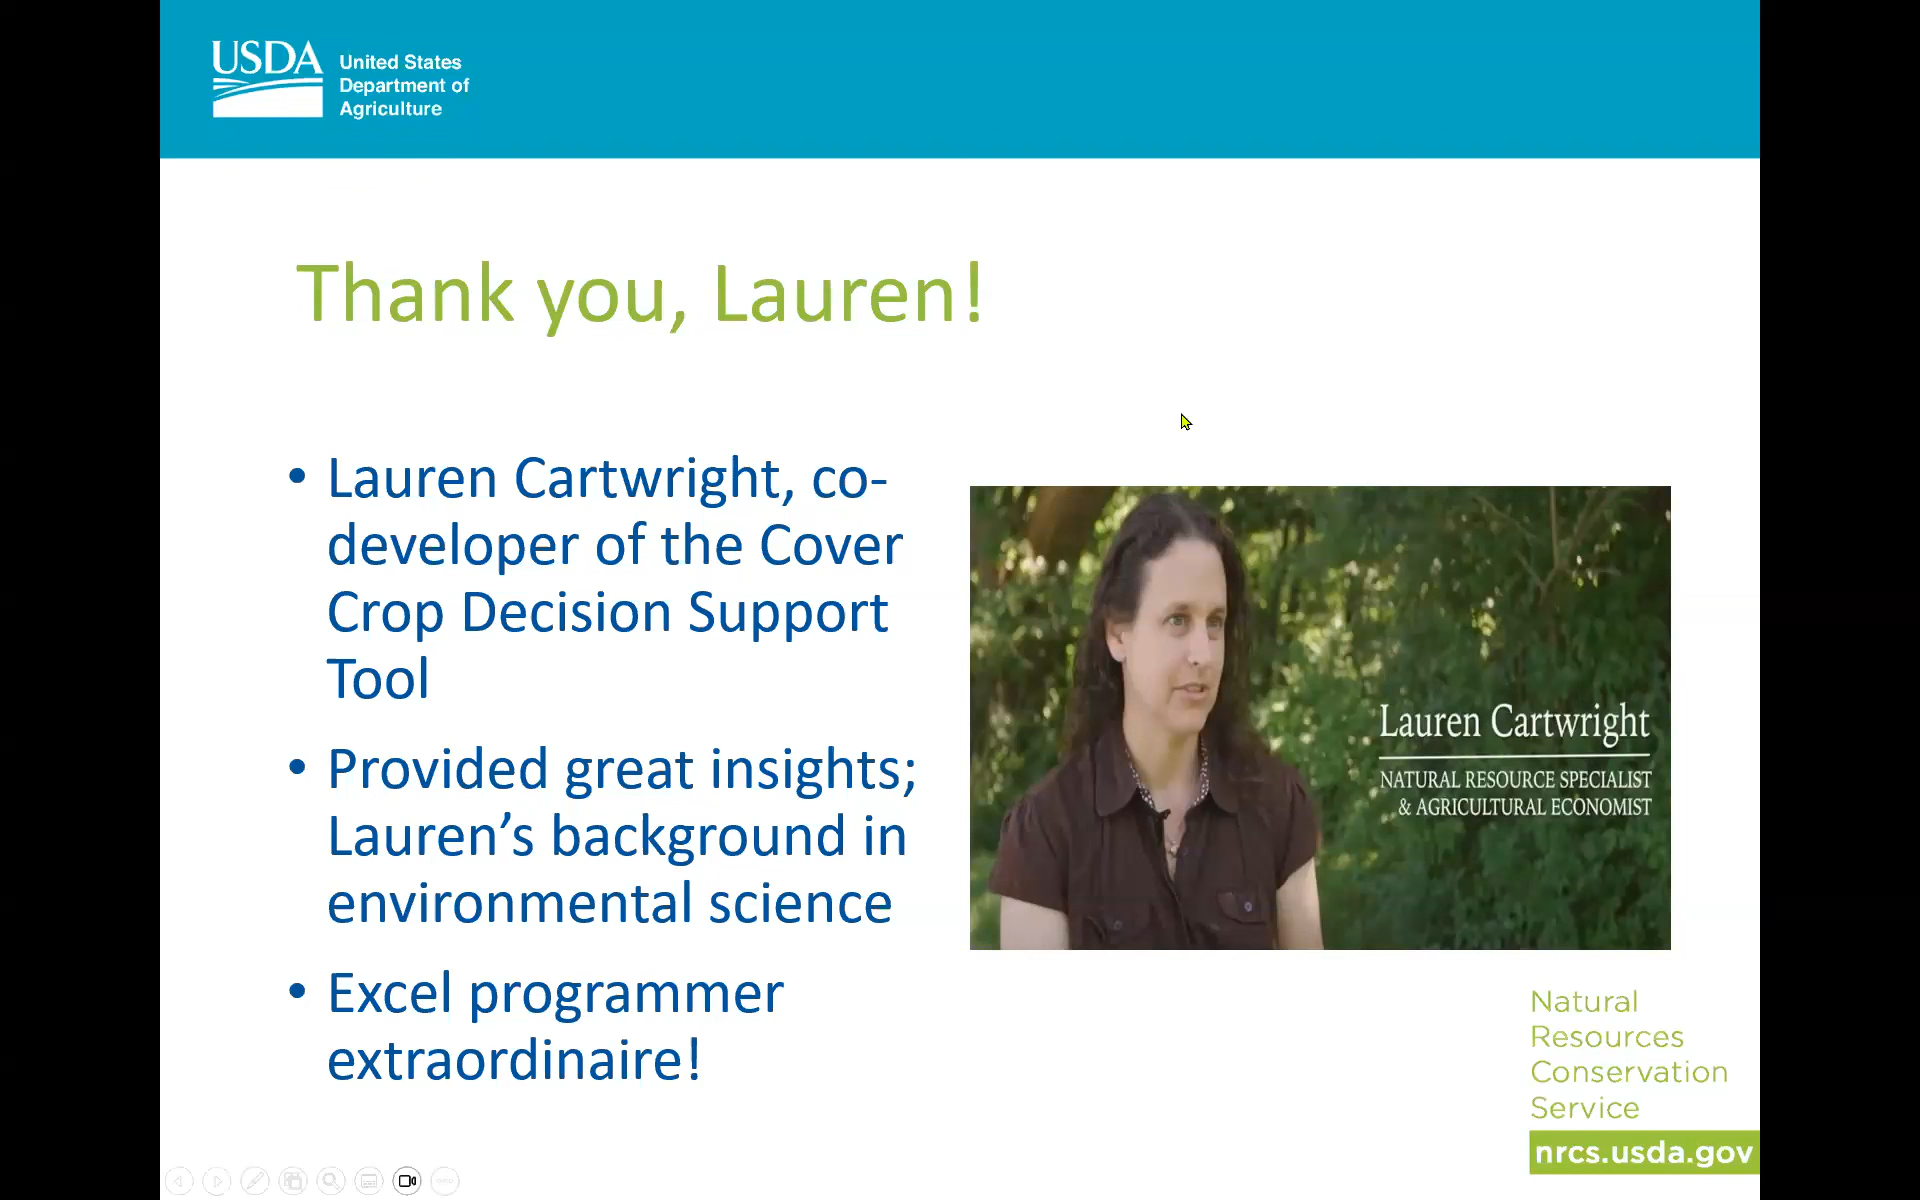 USDA
United States
Department of
Agriculture
Thank you, Lauren!
• Lauren Cartwright, co-
developer of the Cover
Crop Decision Support
Tool
• Provided great insights;
Lauren’s background in
environmental science
• Excel programmer
extraordinaire!
Lauren Cartwright
NATURAL RESOURCE SPECIALIST
& AGRICULTURAL ECONOMIST
Natural
Resources
Conservation
Service
nrcs.usda.gov